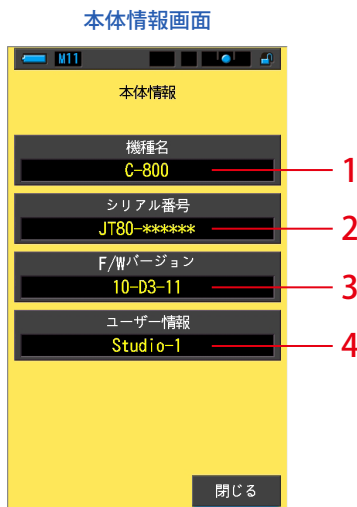 本体情報画面
M11
本体情報
機種名
C-800
1
シリアル番号
JT80-******
2
F/Wバージョン
10-D3-11
3
ユーザー情報
Studio-1
4
閉じる